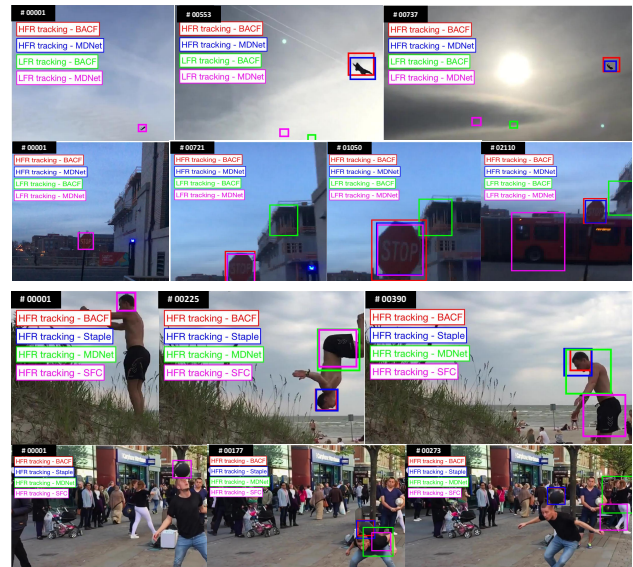 # 00001
HFR tracking - BACF
HFR tracking - MDNet
LFR tracking - BACF
LFR tracking - MDNet
# 00553
HFR tracking - BACF
HFR tracking - MDNet
LFR tracking - BACF
LFR tracking - MDNet
# 00737
HFR tracking - BACF
HFR tracking - MDNet
LFR tracking - BACF
LFR tracking - MDNet
# 00001
HFR tracking - BACF
HFR tracking - MDNet
LFR tracking - BACF
LFR tracking - MDNet
# 00721
HFR tracking - BACF
HFR tracking - MDNet
LFR tracking - BACF
LFR tracking - MDNet
# 01050
HFR tracking - BACF
HFR tracking - MDNet
LFR tracking - BACF
LFR tracking - MDNet
STOP
# 02110
HFR tracking - BACF
HFR tracking - MDNet
LFR tracking - BACF
LFR tracking - MDNet
# 00001
HFR tracking - BACF
HFR tracking - Staple
HFR tracking - MDNet
HFR tracking - SFC
# 00225
HFR tracking - BACF
HFR tracking - Staple
HFR tracking - MDNet
HFR tracking - SFC
# 00390
HFR tracking - BACF
HFR tracking - Staple
HFR tracking - MDNet
HFR tracking - SFC
# 00001
HFR tracking - BACF
HFR tracking - Staple
HFR tracking - MDNet
HFR tracking - SFC
# 00177
HFR tracking - BACF
HFR tracking - Staple
HFR tracking - MDNet
HFR tracking - SFC
# 00273
HFR tracking - BACF
HFR tracking - Staple
HFR tracking - MDNet
HFR tracking - SFC